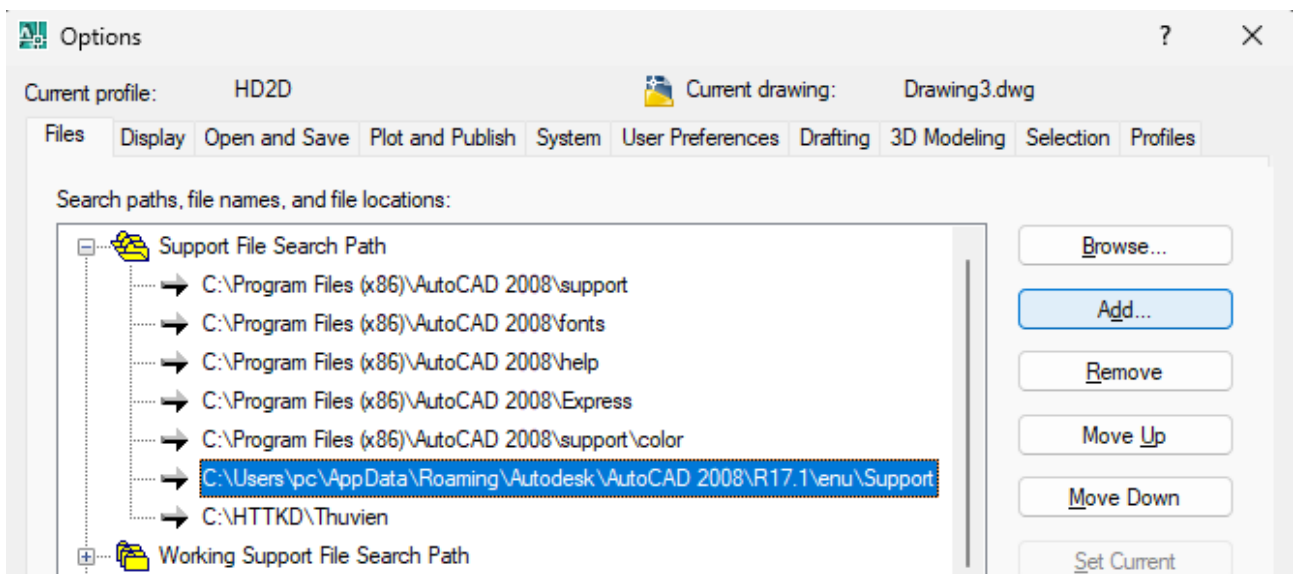 Options ?
Current profile: HD2D Current drawing: Drawing3.dwg
Files Display Open and Save Plot and Publish System User Preferences Drafting 3D Modeling Selection Profiles
Search paths, file names, and file locations:
Support File Search Path
C:\Program Files (x86)\AutoCAD 2008\support
C:\Program Files (x86)\AutoCAD 2008\fonts
C:\Program Files (x86)\AutoCAD 2008\help
C:\Program Files (x86)\AutoCAD 2008\Express
C:\Program Files (x86)\AutoCAD 2008\support\color
C:\Users\pc\AppData\Roaming\Autodesk\AutoCAD 2008\R17.1\enu\Support
C:\HTTKD\Thuvien
Working Support File Search Path
Browse...
Add...
Remove
Move Up
Move Down
Set Current